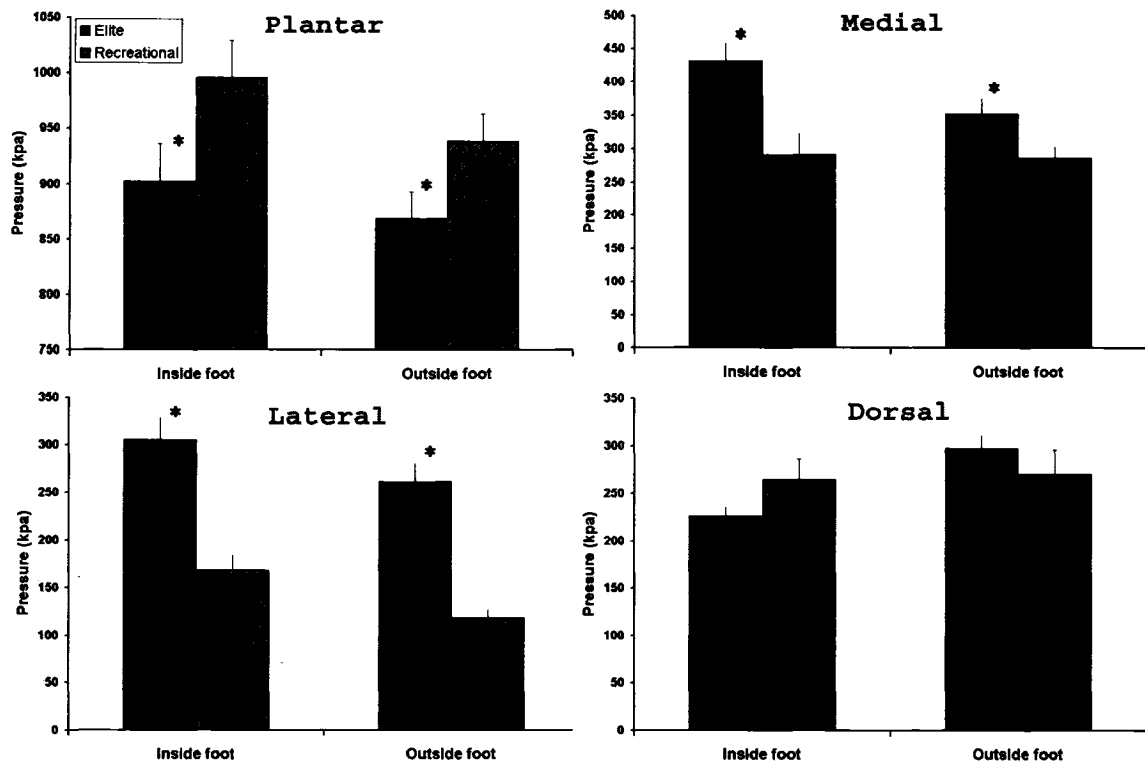 Plantar
Elite
Recreational
Pressure (kpa)
1050
1000
950
900
850
800
750
*
*
Inside foot
Outside foot
Medial
Pressure (kpa)
500
450
400
350
300
250
200
150
100
50
0
*
*
Inside foot
Outside foot
Lateral
Pressure (kpa)
350
300
250
200
150
100
50
0
*
*
Inside foot
Outside foot
Dorsal
Pressure (kpa)
350
300
250
200
150
100
50
0
Inside foot
Outside foot